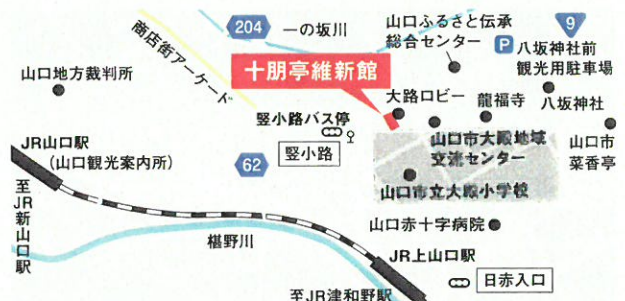 204
一の坂川
山口ふるさと伝承
総合センター
9
P
八坂神社前
観光用駐車場
商店街アーケード
山口地方裁判所
十朋亭維新館
大路ロビー
龍福寺
八坂神社
竪小路バス停
竪小路
山口市大殿地域
交流センター
山口市
菜香亭
JR山口駅
(山口観光案内所)
62
山口市立大殿小学校
至JR新山口駅
椹野川
山口赤十字病院
JR上山口駅
日赤入口
至JR津和野駅